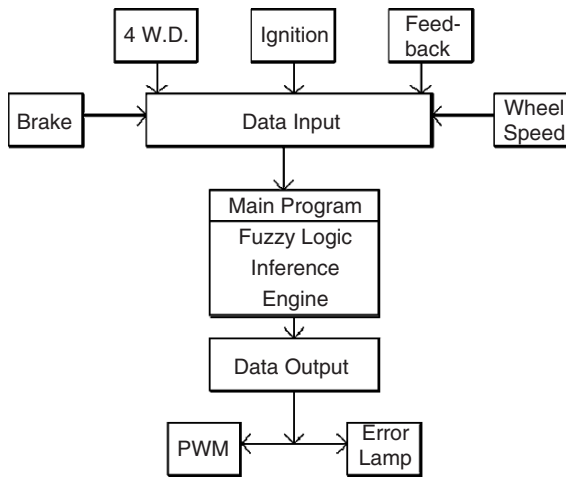 4 W.D.
Ignition
Feed-
back
Brake
Data Input
Wheel
Speed
Main Program
Fuzzy Logic
Inference
Engine
Data Output
PWM
Error
Lamp